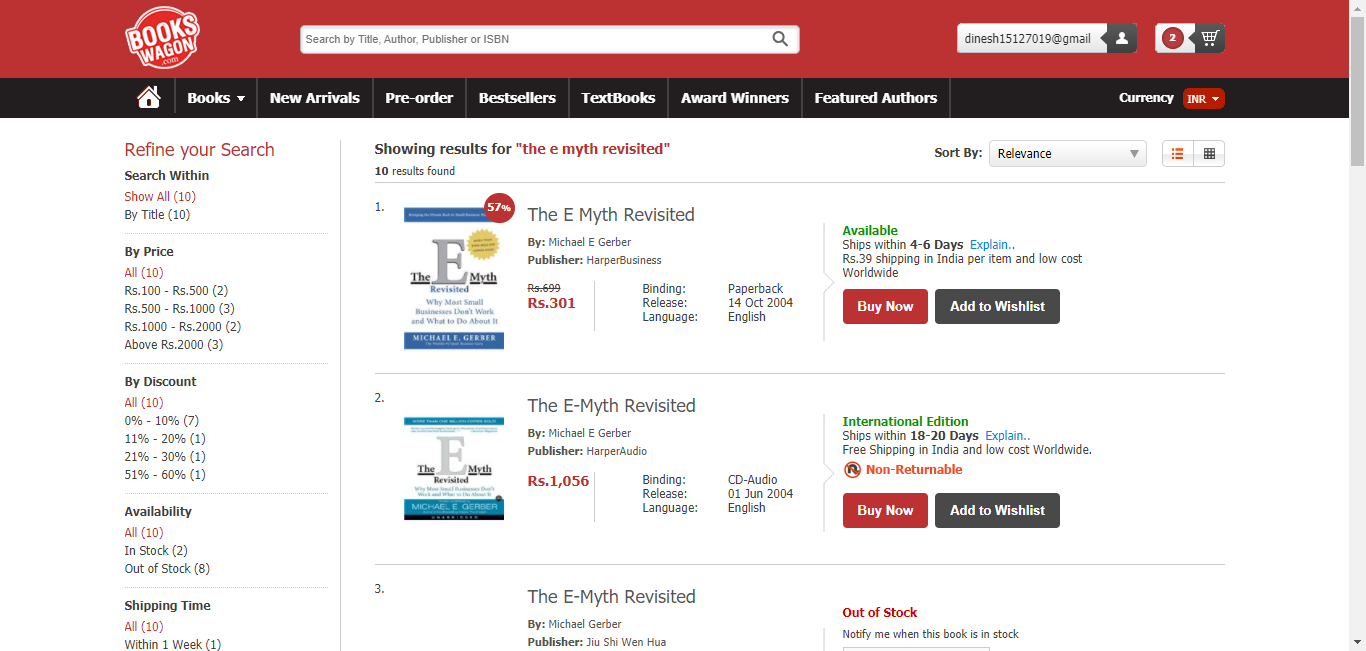 BOOKS
WAGON
.com
Search by Title, Author, Publisher or ISBN
dinesh15127019@gmail
2
Books
New Arrivals
Pre-order
Bestsellers
TextBooks
Award Winners
Featured Authors
Currency
INR
Refine your Search
Search Within
Show All (10)
By Title (10)
By Price
All (10)
Rs.100 - Rs.500 (2)
Rs.500 - Rs.1000 (3)
Rs.1000 - Rs.2000 (2)
Above Rs.2000 (3)
By Discount
All (10)
0% - 10% (7)
11% - 20% (1)
21% - 30% (1)
51% - 60% (1)
Availability
All (10)
In Stock (2)
Out of Stock (8)
Shipping Time
All (10)
Within 1 Week (1)
Showing results for "the e myth revisited"
10 results found
Sort By:
Relevance
1.
57%
The E Myth
Revisited
Why Most Small
Businesses Don't Work
and What to Do About It
MICHAEL E. GERBER
The E Myth Revisited
By: Michael E Gerber
Publisher: HarperBusiness
Rs.699
Rs.301
Binding: Paperback
Release: 14 Oct 2004
Language: English
Available
Ships within 4-6 Days Explain..
Rs.39 shipping in India per item and low cost
Worldwide
Buy Now
Add to Wishlist
2.
The E Myth
Revisited
Why Most Small Businesses Don't
Work and What to Do About It
MICHAEL E. GERBER
UNABRIDGED
The E-Myth Revisited
By: Michael E Gerber
Publisher: HarperAudio
Rs.1,056
Binding: CD-Audio
Release: 01 Jun 2004
Language: English
International Edition
Ships within 18-20 Days Explain..
Free Shipping in India and low cost Worldwide.
Non-Returnable
Buy Now
Add to Wishlist
3.
The E-Myth Revisited
By: Michael Gerber
Publisher: Jiu Shi Wen Hua
Out of Stock
Notify me when this book is in stock